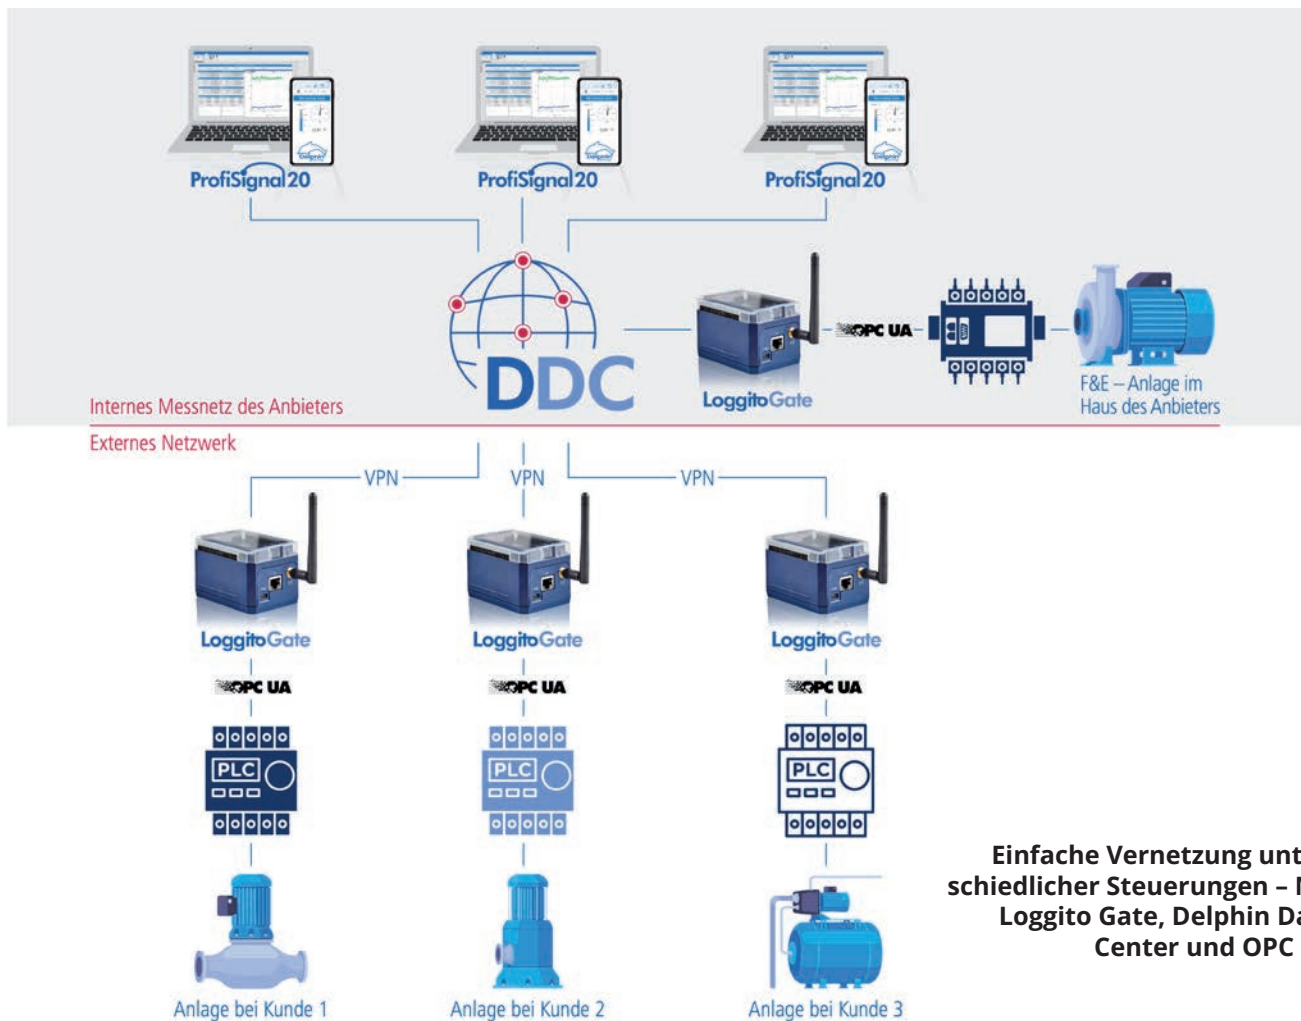 ProfiSignal 20
ProfiSignal 20
ProfiSignal 20
DDC
LoggitoGate
OPC UA
F&E – Anlage im
Haus des Anbieters
Internes Messnetz des Anbieters
Externes Netzwerk
VPN
VPN
VPN
LoggitoGate
LoggitoGate
LoggitoGate
OPC UA
OPC UA
OPC UA
PLC
PLC
PLC
Einfache Vernetzung unt
schiedlicher Steuerungen –
Loggito Gate, Delphin Da
Center und OPC
Anlage bei Kunde 1
Anlage bei Kunde 2
Anlage bei Kunde 3